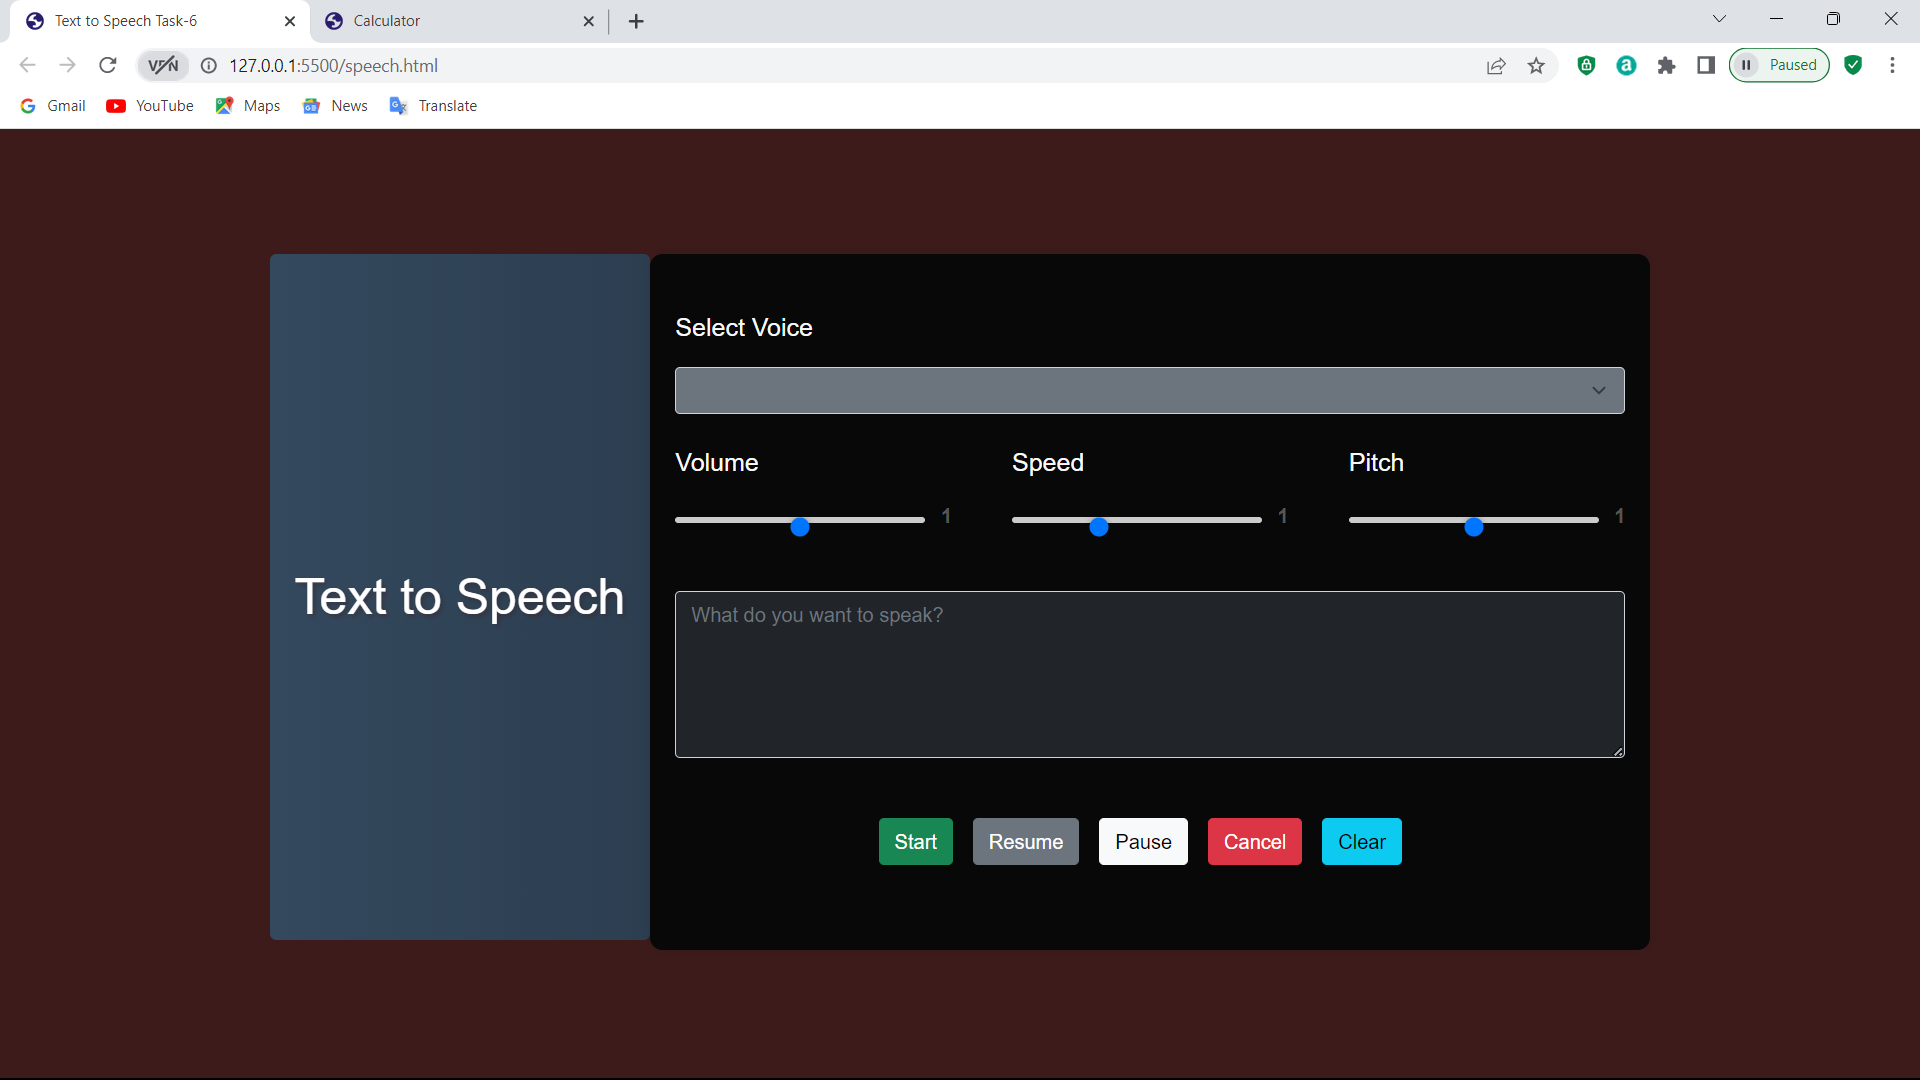 Text to Speech Task-6
Calculator
VPN
127.0.0.1:5500/speech.html
a
Paused
Gmail
YouTube
Maps
News
Translate
Text to Speech
Select Voice
Volume
Speed
Pitch
1
1
1
What do you want to speak?
Start
Resume
Pause
Cancel
Clear